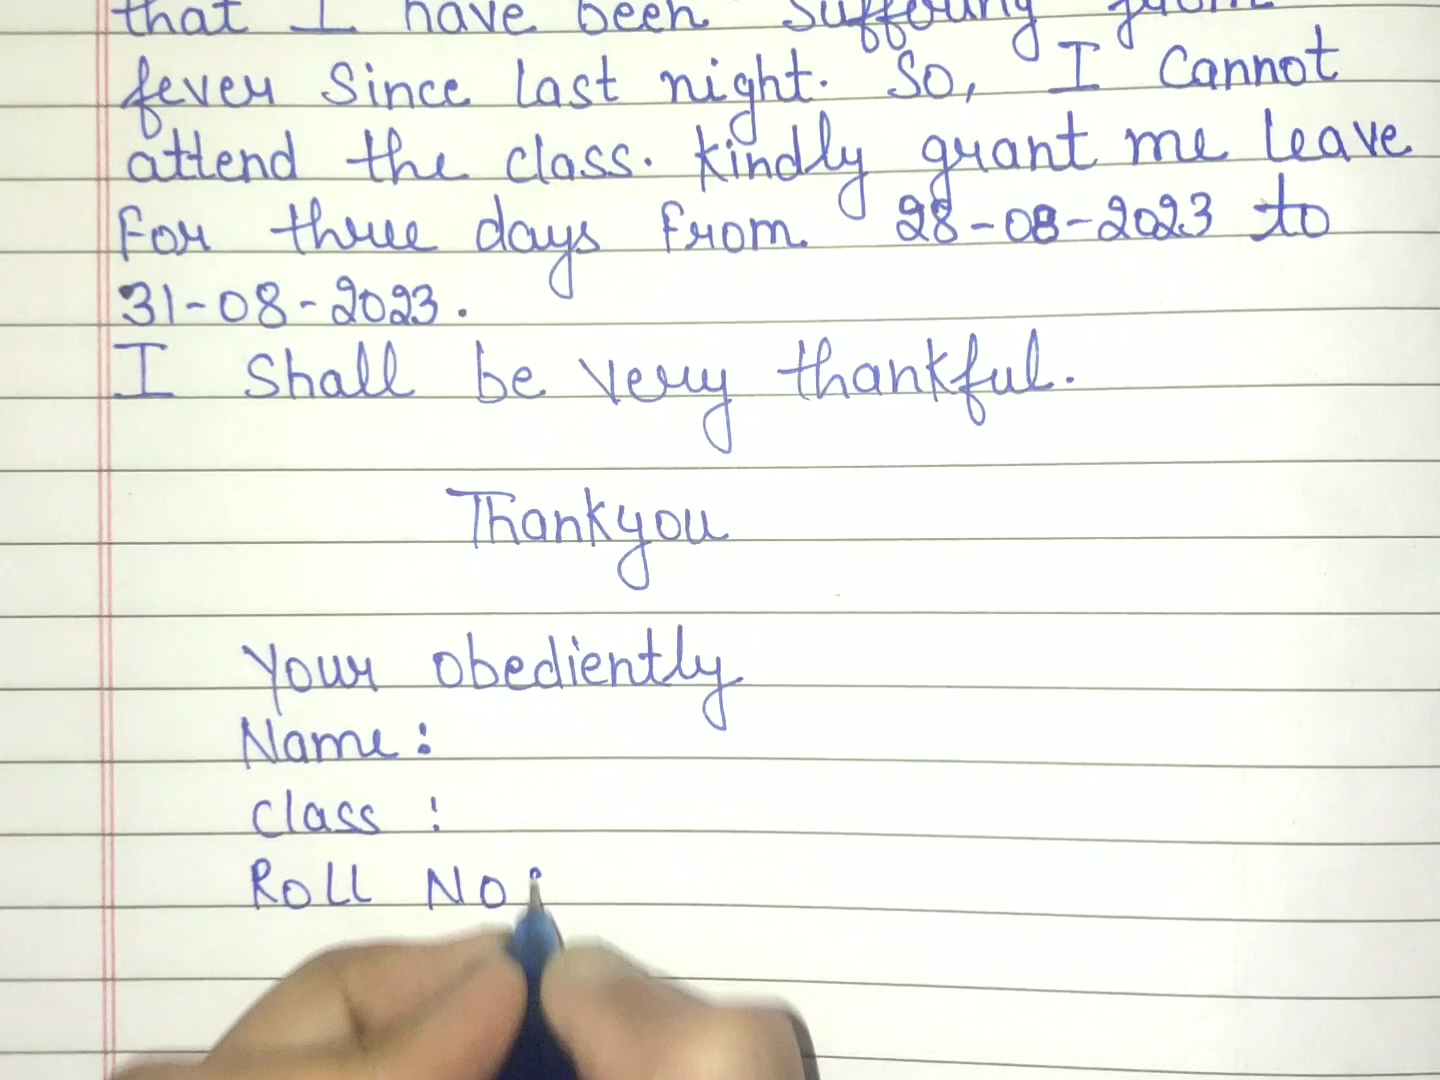 that I have been suffering from
fever Since last night. So, I cannot
attend the class. kindly grant me leave
For three days from 28-08-2023 to
31-08-2023.
I Shall be very thankful.
Thankyou
Your obediently
Name:
class :
Roll No: